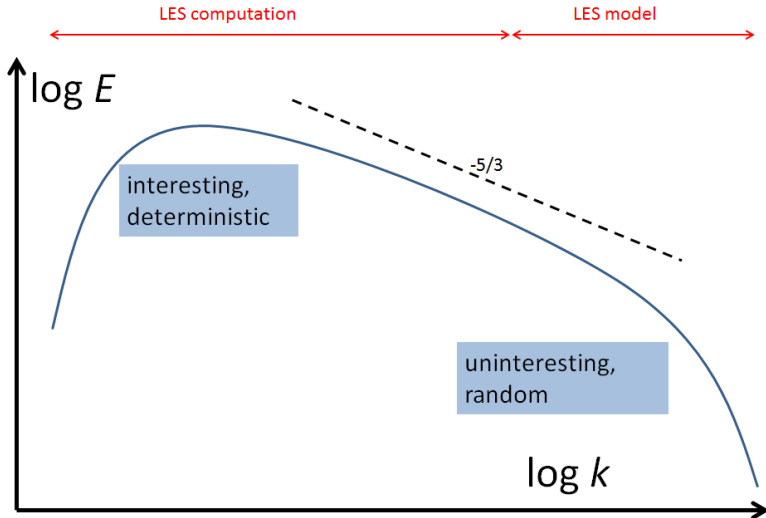 LES computation
LES model
log E
-5/3
interesting,
deterministic
uninteresting,
random
log k